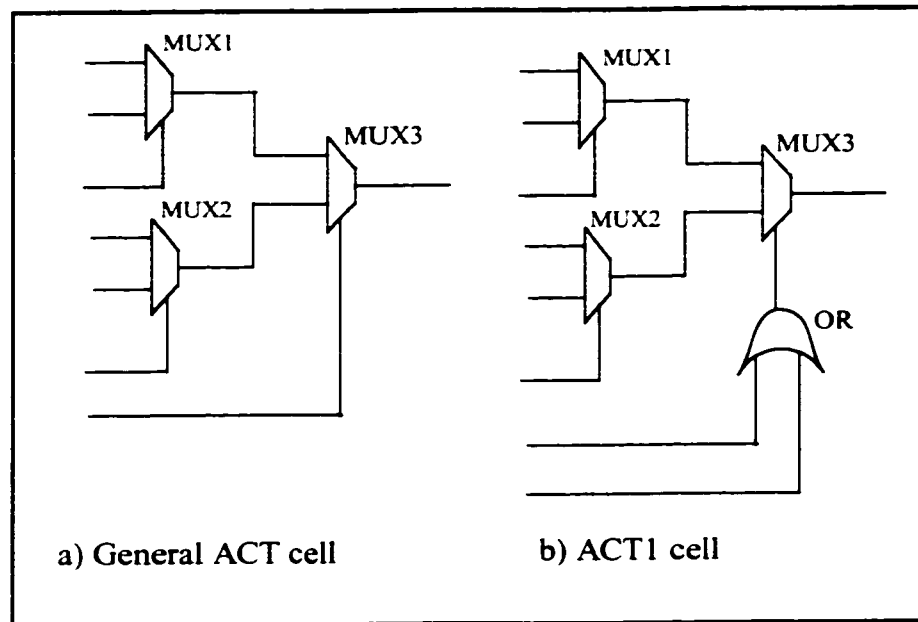 MUX1
MUX2
MUX3
a) General ACT cell
MUX1
MUX2
MUX3
OR
b) ACT1 cell